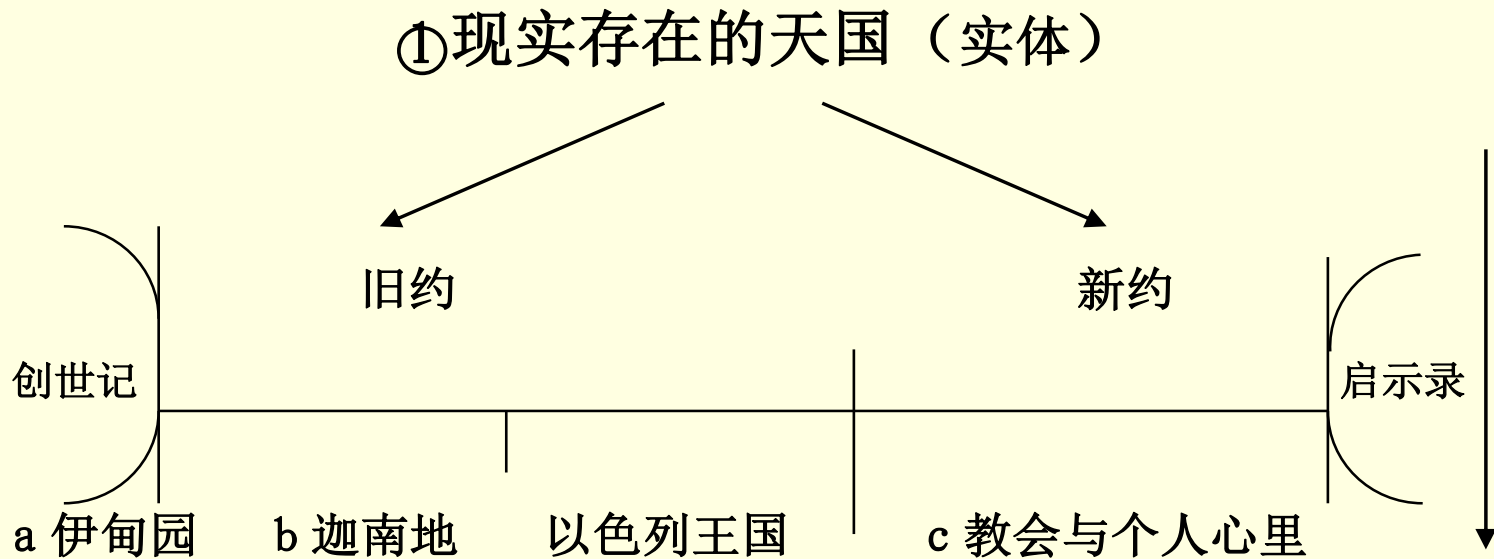 ①现实存在的天国（实体）
旧约 新约
创世记 启示录
a 伊甸园 b 迦南地 以色列王国 c 教会与个人心里